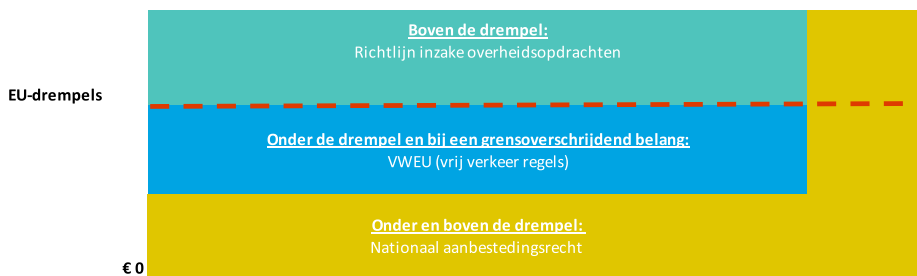 Boven de drempel:
Richtlijn inzake overheidsopdrachten
EU-drempels
Onder de drempel en bij een grensoverschrijdend belang:
VWEU (vrij verkeer regels)
Onder en boven de drempel:
Nationaal aanbestedingsrecht
€ 0